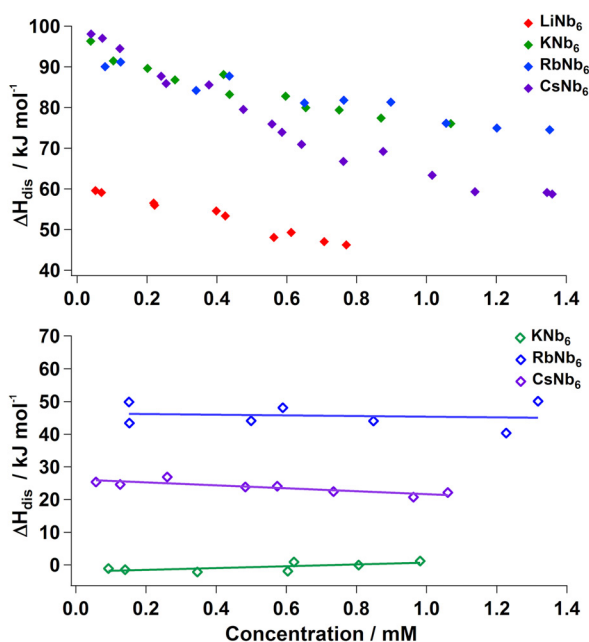 100
90
80
70
60
50
40
ΔH_dis / kJ mol⁻¹
LiNb₆
KNb₆
RbNb₆
CsNb₆
0.0 0.2 0.4 0.6 0.8 1.0 1.2 1.4
70
60
50
40
30
20
10
0
ΔH_dis / kJ mol⁻¹
KNb₆
RbNb₆
CsNb₆
0.0 0.2 0.4 0.6 0.8 1.0 1.2 1.4
Concentration / mM